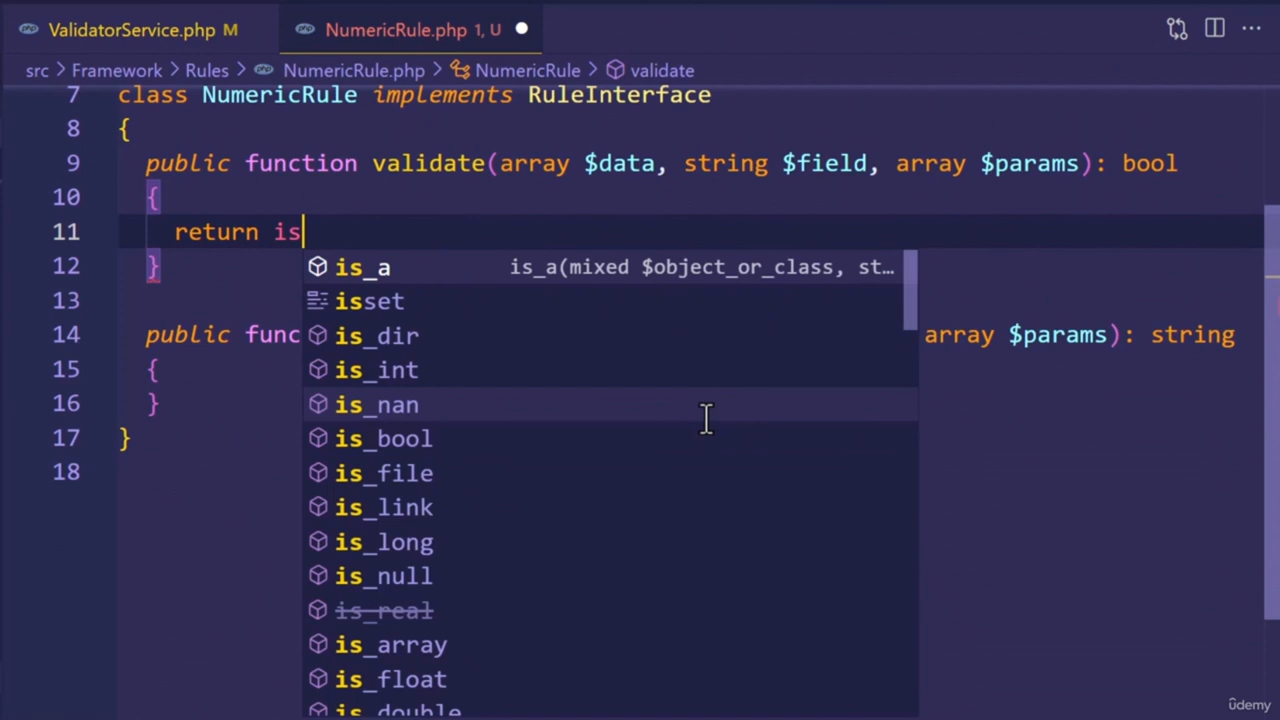 ValidatorService.php M
NumericRule.php 1, U
src > Framework > Rules > NumericRule.php > NumericRule > validate
7 class NumericRule implements RuleInterface
8 {
9 public function validate(array $data, string $field, array $params): bool
10 {
11 return is
12 }
is_a is_a(mixed $object_or_class, st…
13
isset
is_dir
14 public func array $params): string
15 {
is_int
16 }
is_nan
17 }
is_bool
18
is_file
is_link
is_long
is_null
is_real
is_array
is_float
is_double
ûdemy